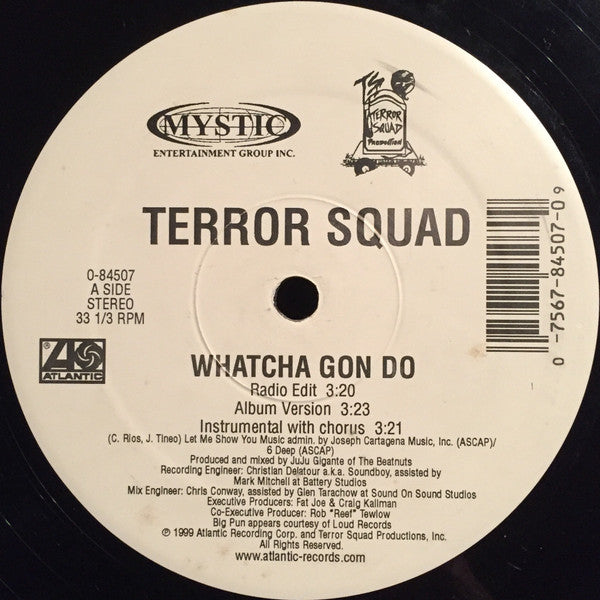 MYSTIC
ENTERTAINMENT GROUP INC.
TS
TERROR
SQUAD
PRODUCTION
TERROR SQUAD
0-84507
A SIDE
STEREO
33 1/3 RPM
0 7567-84507-0 9
ATLANTIC
WHATCHA GON DO
Radio Edit 3:20
Album Version 3:23
Instrumental with chorus 3:21
(C. Rios, J. Tineo) Let Me Show You Music admin. by Joseph Cartagena Music, Inc. (ASCAP)/
6 Deep (ASCAP)
Produced and mixed by JuJu Gigante of The Beatnuts
Recording Engineer: Christian Delatour a.k.a. Soundboy, assisted by
Mark Mitchell at Battery Studios
Mix Engineer: Chris Conway, assisted by Glen Tarachow at Sound On Sound Studios
Executive Producers: Fat Joe & Craig Kallman
Co-Executive Producer: Rob "Reef" Tewlow
Big Pun appears courtesy of Loud Records
℗ 1999 Atlantic Recording Corp. and Terror Squad Productions, Inc.
All Rights Reserved.
www.atlantic-records.com